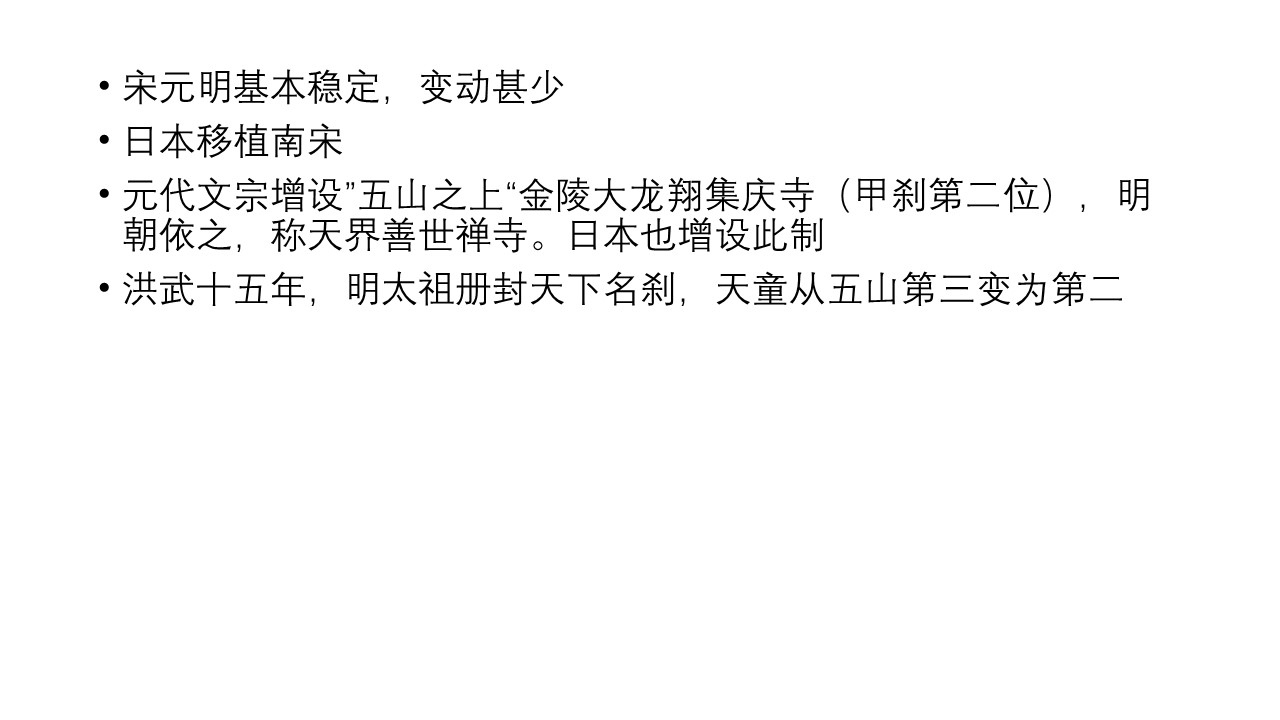 • 宋元明基本稳定，变动甚少
• 日本移植南宋
• 元代文宗增设”五山之上“金陵大龙翔集庆寺（甲刹第二位），明
朝依之，称天界善世禅寺。日本也增设此制
• 洪武十五年，明太祖册封天下名刹，天童从五山第三变为第二